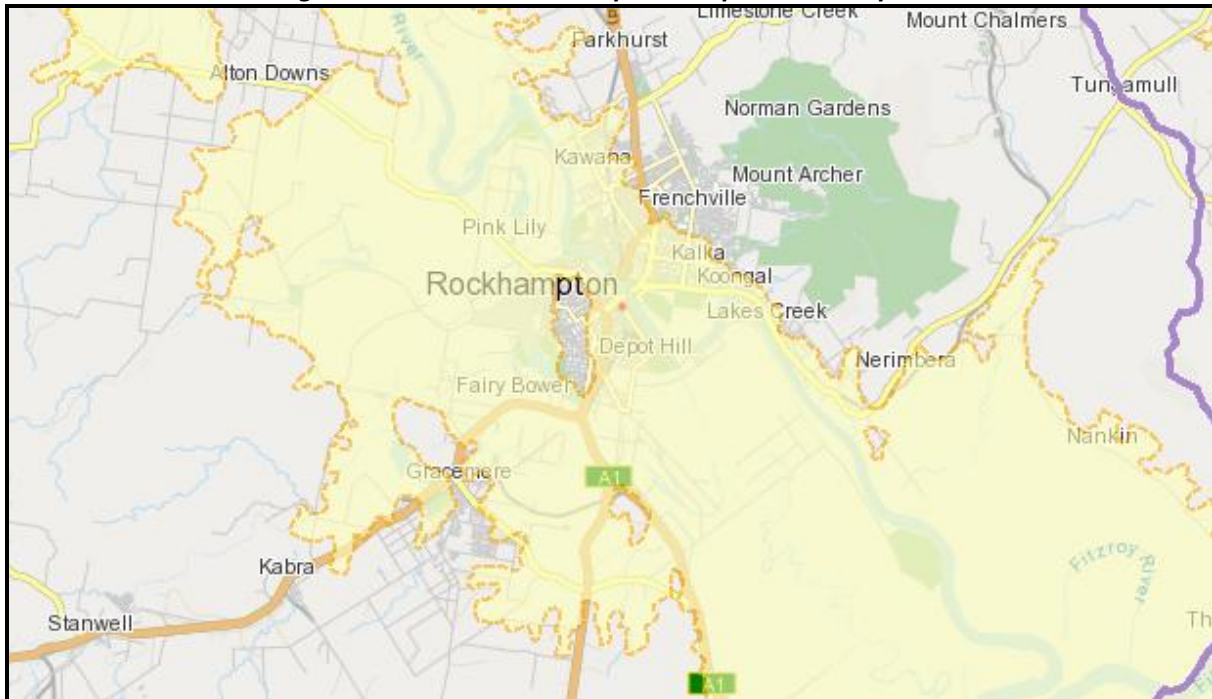 River
B
Limestone Creek
Mount Chalmers
Parkhurst
Alton Downs
Tungamull
Norman Gardens
Kawana
Mount Archer
Frenchville
Pink Lily
Kalka
Koongal
Rockhampton
Lakes Creek
Depot Hill
Nerimbera
Fairy Bower
Nankin
Gracemere
A1
Kabra
Fitzroy
River
Stanwell
Th
A1